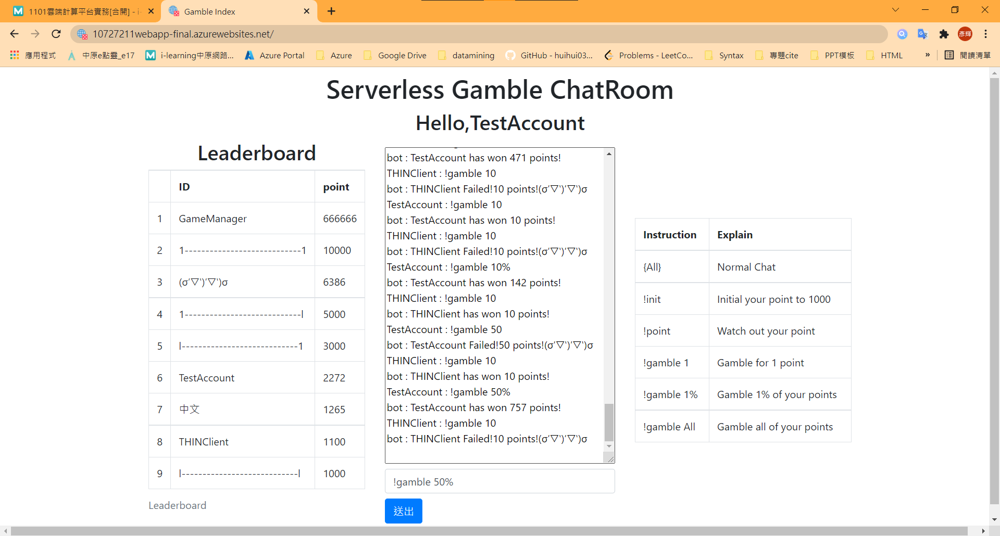 1101雲端計算平台實務[合開] - i-
Gamble Index
10727211webapp-final.azurewebsites.net/
彥輝
應用程式
中原e點靈_e17
i-learning中原網路...
Azure Portal
Azure
Google Drive
datamining
GitHub - huihui03...
Problems - LeetCo...
Syntax
專題cite
PPT模板
HTML
»
閱讀清單
Serverless Gamble ChatRoom
Hello,TestAccount
Leaderboard
ID point
1 GameManager 666666
2 1----------------------------1 10000
3 (σ′▽‵)′▽‵)σ 6386
4 1----------------------------l 5000
5 l----------------------------1 3000
6 TestAccount 2272
7 中文 1265
8 THINClient 1100
9 l----------------------------l 1000
Leaderboard
bot : TestAccount has won 471 points!
THINClient : !gamble 10
bot : THINClient Failed!10 points!(σ′▽‵)′▽‵)σ
TestAccount : !gamble 10
bot : TestAccount has won 10 points!
THINClient : !gamble 10
bot : THINClient Failed!10 points!(σ′▽‵)′▽‵)σ
TestAccount : !gamble 10%
bot : TestAccount has won 142 points!
THINClient : !gamble 10
bot : THINClient has won 10 points!
TestAccount : !gamble 50
bot : TestAccount Failed!50 points!(σ′▽‵)′▽‵)σ
THINClient : !gamble 10
bot : THINClient has won 10 points!
TestAccount : !gamble 50%
bot : TestAccount has won 757 points!
THINClient : !gamble 10
bot : THINClient Failed!10 points!(σ′▽‵)′▽‵)σ
!gamble 50%
送出
Instruction Explain
{All} Normal Chat
!init Initial your point to 1000
!point Watch out your point
!gamble 1 Gamble for 1 point
!gamble 1% Gamble 1% of your points
!gamble All Gamble all of your points